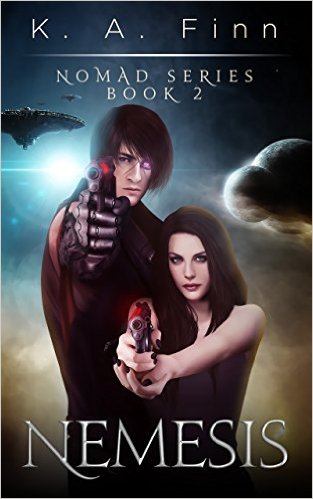 K. A. Finn
NOMAD SERIES
BOOK 2
NEMESIS